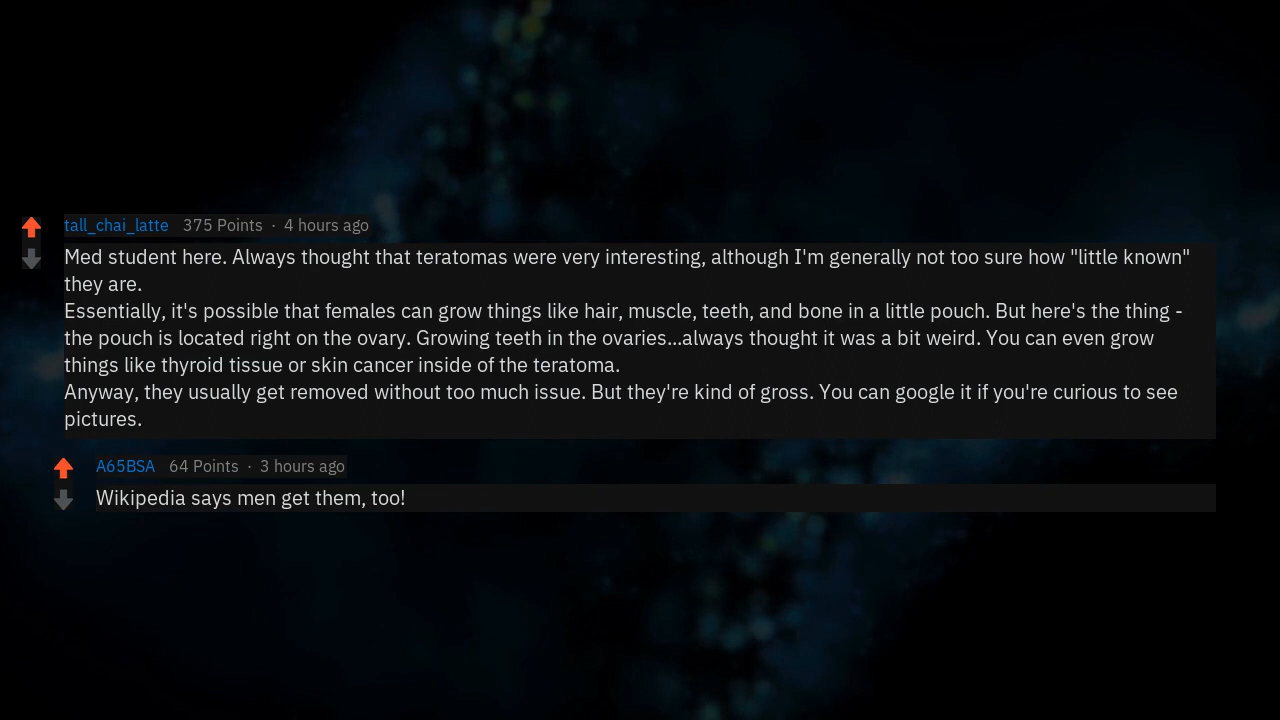 tall_chai_latte 375 Points · 4 hours ago
Med student here. Always thought that teratomas were very interesting, although I'm generally not too sure how "little known"
they are.
Essentially, it's possible that females can grow things like hair, muscle, teeth, and bone in a little pouch. But here's the thing -
the pouch is located right on the ovary. Growing teeth in the ovaries...always thought it was a bit weird. You can even grow
things like thyroid tissue or skin cancer inside of the teratoma.
Anyway, they usually get removed without too much issue. But they're kind of gross. You can google it if you're curious to see
pictures.
A65BSA 64 Points · 3 hours ago
Wikipedia says men get them, too!